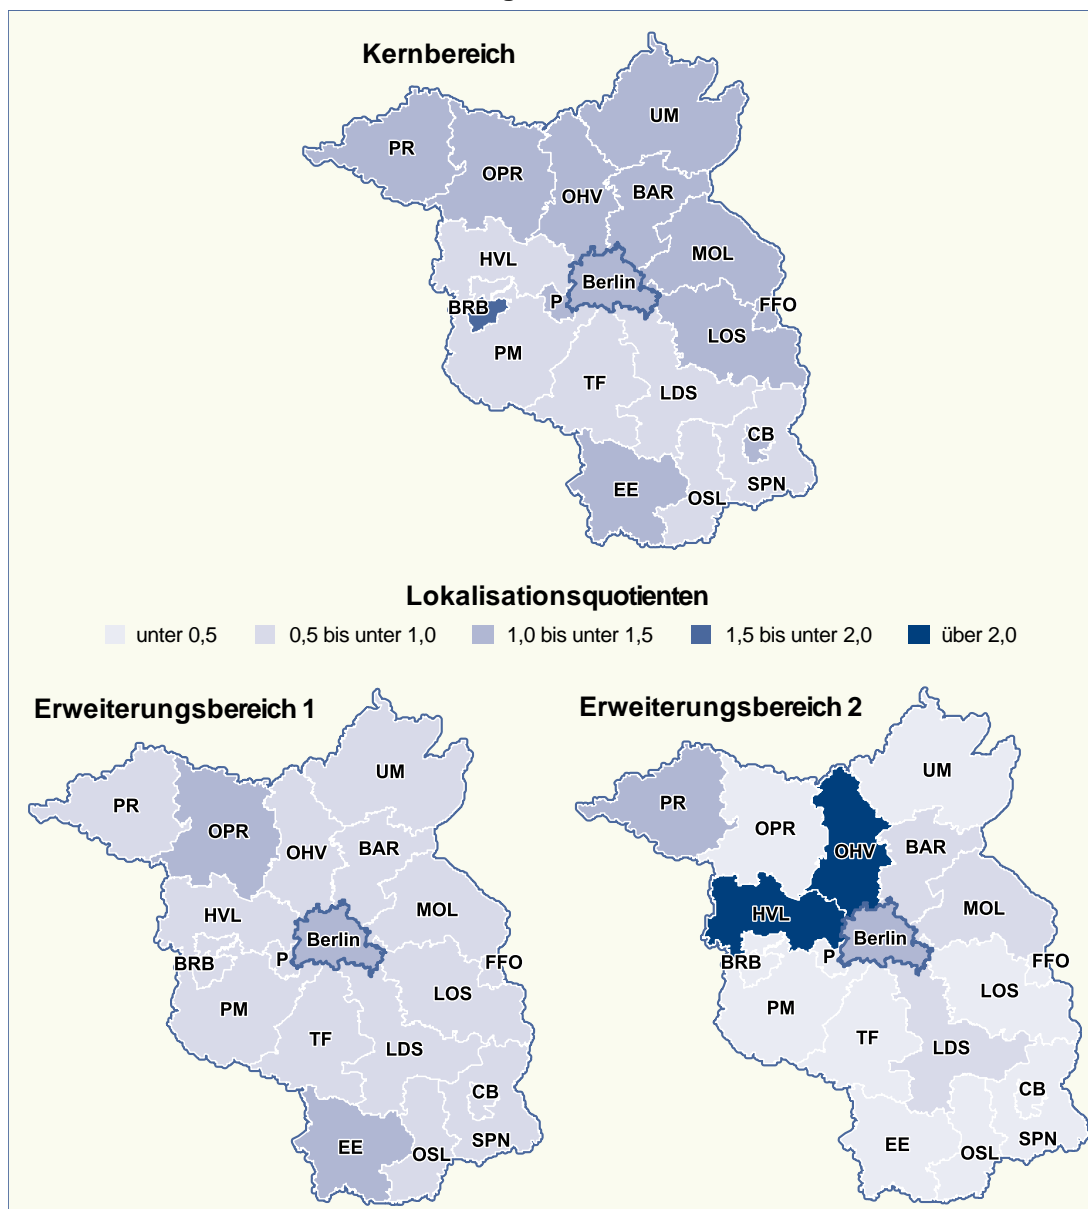 Kernbereich
UM
PR
OPR
BAR
OHV
MOL
HVL
Berlin
P
FFO
BRB
LOS
PM
TF
LDS
CB
SPN
EE
OSL
Lokalisationsquotienten
unter 0,5 0,5 bis unter 1,0 1,0 bis unter 1,5 1,5 bis unter 2,0 über 2,0
Erweiterungsbereich 1
UM
PR
OPR
OHV
BAR
HVL
MOL
Berlin
BRB
P
FFO
LOS
PM
TF
LDS
CB
SPN
EE
OSL
Erweiterungsbereich 2
UM
PR
OPR
OHV
BAR
HVL
MOL
Berlin
BRB
P
FFO
LOS
PM
TF
LDS
CB
SPN
EE
OSL